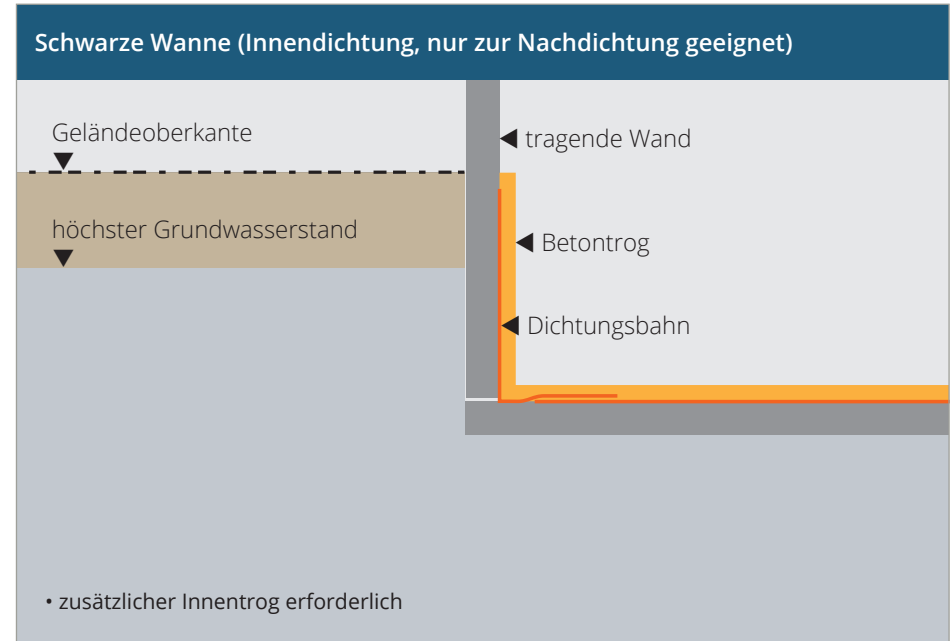 Schwarze Wanne (Innendichtung, nur zur Nachdichtung geeignet)
Geländeoberkante
tragende Wand
höchster Grundwasserstand
Betontrog
Dichtungsbahn
• zusätzlicher Innentrog erforderlich